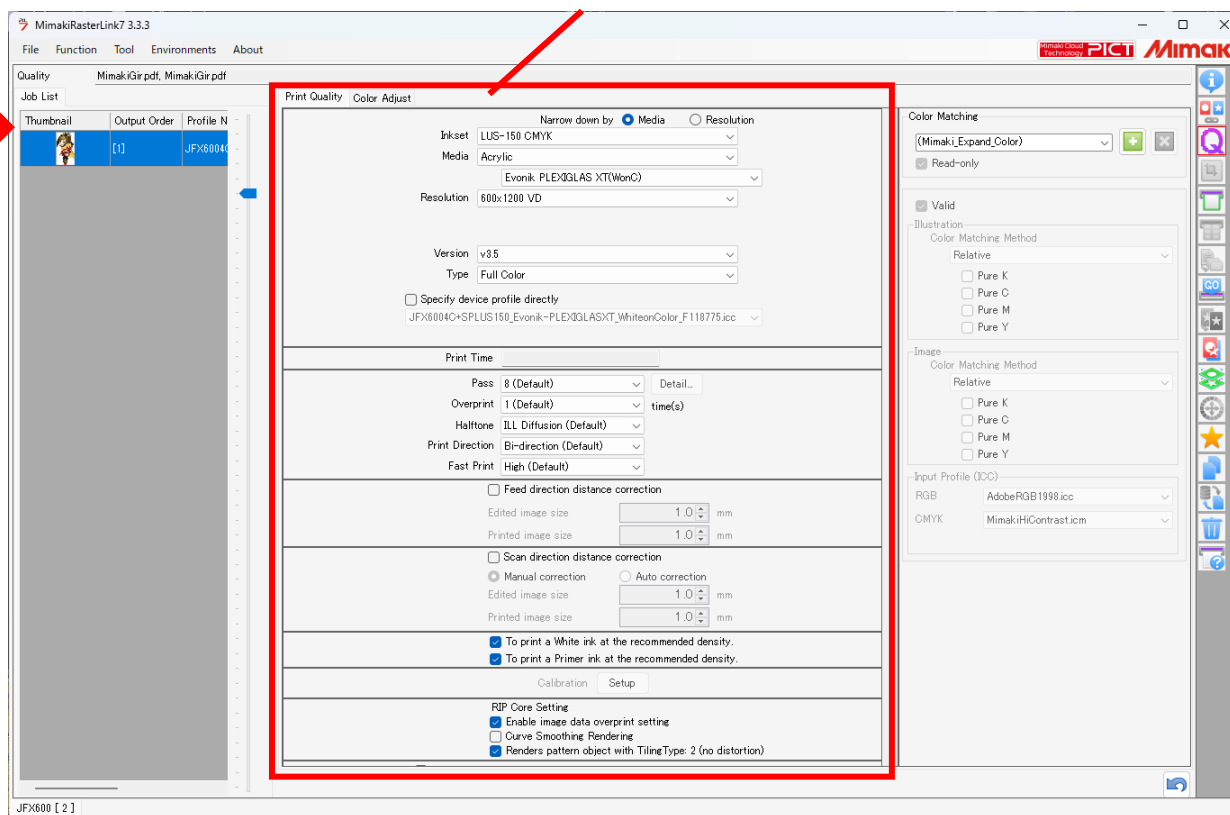 MimakiRasterLink7 3.3.3
File Function Tool Environments About
Mimaki Cloud Technology PICT Mimak
Quality MimakiGir.pdf, MimakiGir.pdf
Job List
Thumbnail Output Order Profile N
[1] JFX6004(
Print Quality Color Adjust
Narrow down by Media Resolution
Inkset LUS-150 CMYK
Media Acrylic
Evonik PLEXIGLAS XT(WonC)
Resolution 600x1200 VD
Version v3.5
Type Full Color
Specify device profile directly
JFX6004C+SPLUS150_Evonik-PLEXIGLASXT_WhiteonColor_F118775.icc
Print Time
Pass 8 (Default) Detail...
Overprint 1 (Default) time(s)
Halftone ILL Diffusion (Default)
Print Direction Bi-direction (Default)
Fast Print High (Default)
Feed direction distance correction
Edited image size 1.0 mm
Printed image size 1.0 mm
Scan direction distance correction
Manual correction Auto correction
Edited image size 1.0 mm
Printed image size 1.0 mm
To print a White ink at the recommended density.
To print a Primer ink at the recommended density.
Calibration Setup
RIP Core Setting
Enable image data overprint setting
Curve Smoothing Rendering
Renders pattern object with TilingType: 2 (no distortion)
Color Matching
(Mimaki_Expand_Color)
Read-only
Valid
Illustration
Color Matching Method
Relative
Pure K
Pure C
Pure M
Pure Y
Image
Color Matching Method
Relative
Pure K
Pure C
Pure M
Pure Y
Input Profile (ICC)
RGB AdobeRGB1998.icc
CMYK MimakiHiContrast.icm
Q
GO
JFX600 [ 2 ]